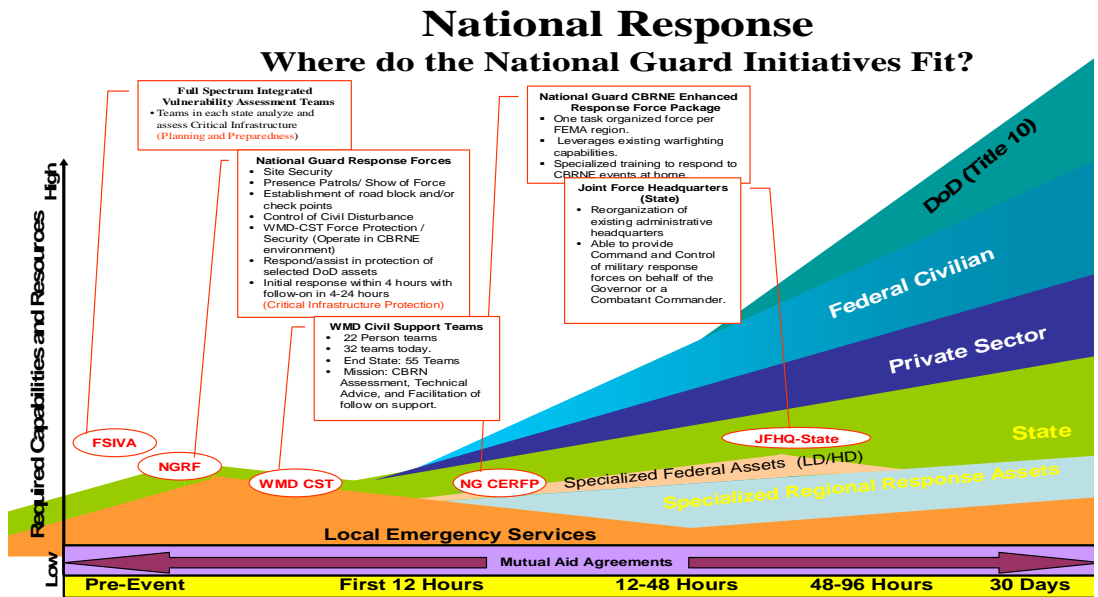 National Response
Where do the National Guard Initiatives Fit?
Full Spectrum Integrated
Vulnerability Assessment Teams
• Teams in each state analyze and
assess Critical Infrastructure
(Planning and Preparedness)
National Guard Response Forces
• Site Security
• Presence Patrols/ Show of Force
• Establishment of road block and/or
check points
• Control of Civil Disturbance
• WMD-CST Force Protection /
Security (Operate in CBRNE
environment)
• Respond/assist in protection of
selected DoD assets
• Initial response within 4 hours with
follow-on in 4-24 hours
(Critical Infrastructure Protection)
WMD Civil Support Teams
• 22 Person teams
• 32 teams today.
• End State: 55 Teams
• Mission: CBRN
Assessment, Technical
Advice, and Facilitation of
follow on support.
National Guard CBRNE Enhanced
Response Force Package
• One task organized force per
FEMA region.
• Leverages existing warfighting
capabilities.
• Specialized training to respond to
CBRNE events at home.
Joint Force Headquarters
(State)
• Reorganization of
existing administrative
headquarters
• Able to provide
Command and Control
of military response
forces on behalf of the
Governor or a
Combatant Commander.
High
Required Capabilities and Resources
Low
DoD (Title 10)
Federal Civilian
Private Sector
State
FSIVA
NGRF
WMD CST
NG CERFP
JFHQ-State
Specialized Federal Assets (LD/HD)
Specialized Regional Response Assets
Local Emergency Services
Mutual Aid Agreements
Pre-Event
First 12 Hours
12-48 Hours
48-96 Hours
30 Days